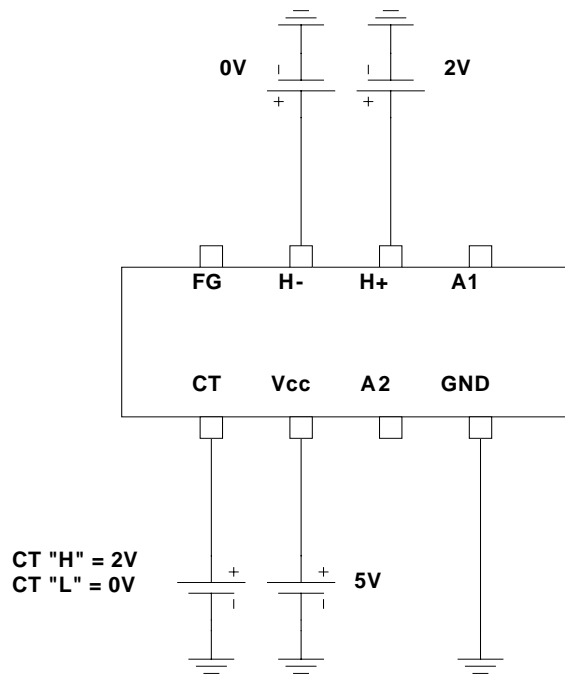 0V 2V
FG H- H+ A1
CT Vcc A2 GND
CT "H" = 2V
CT "L" = 0V
5V